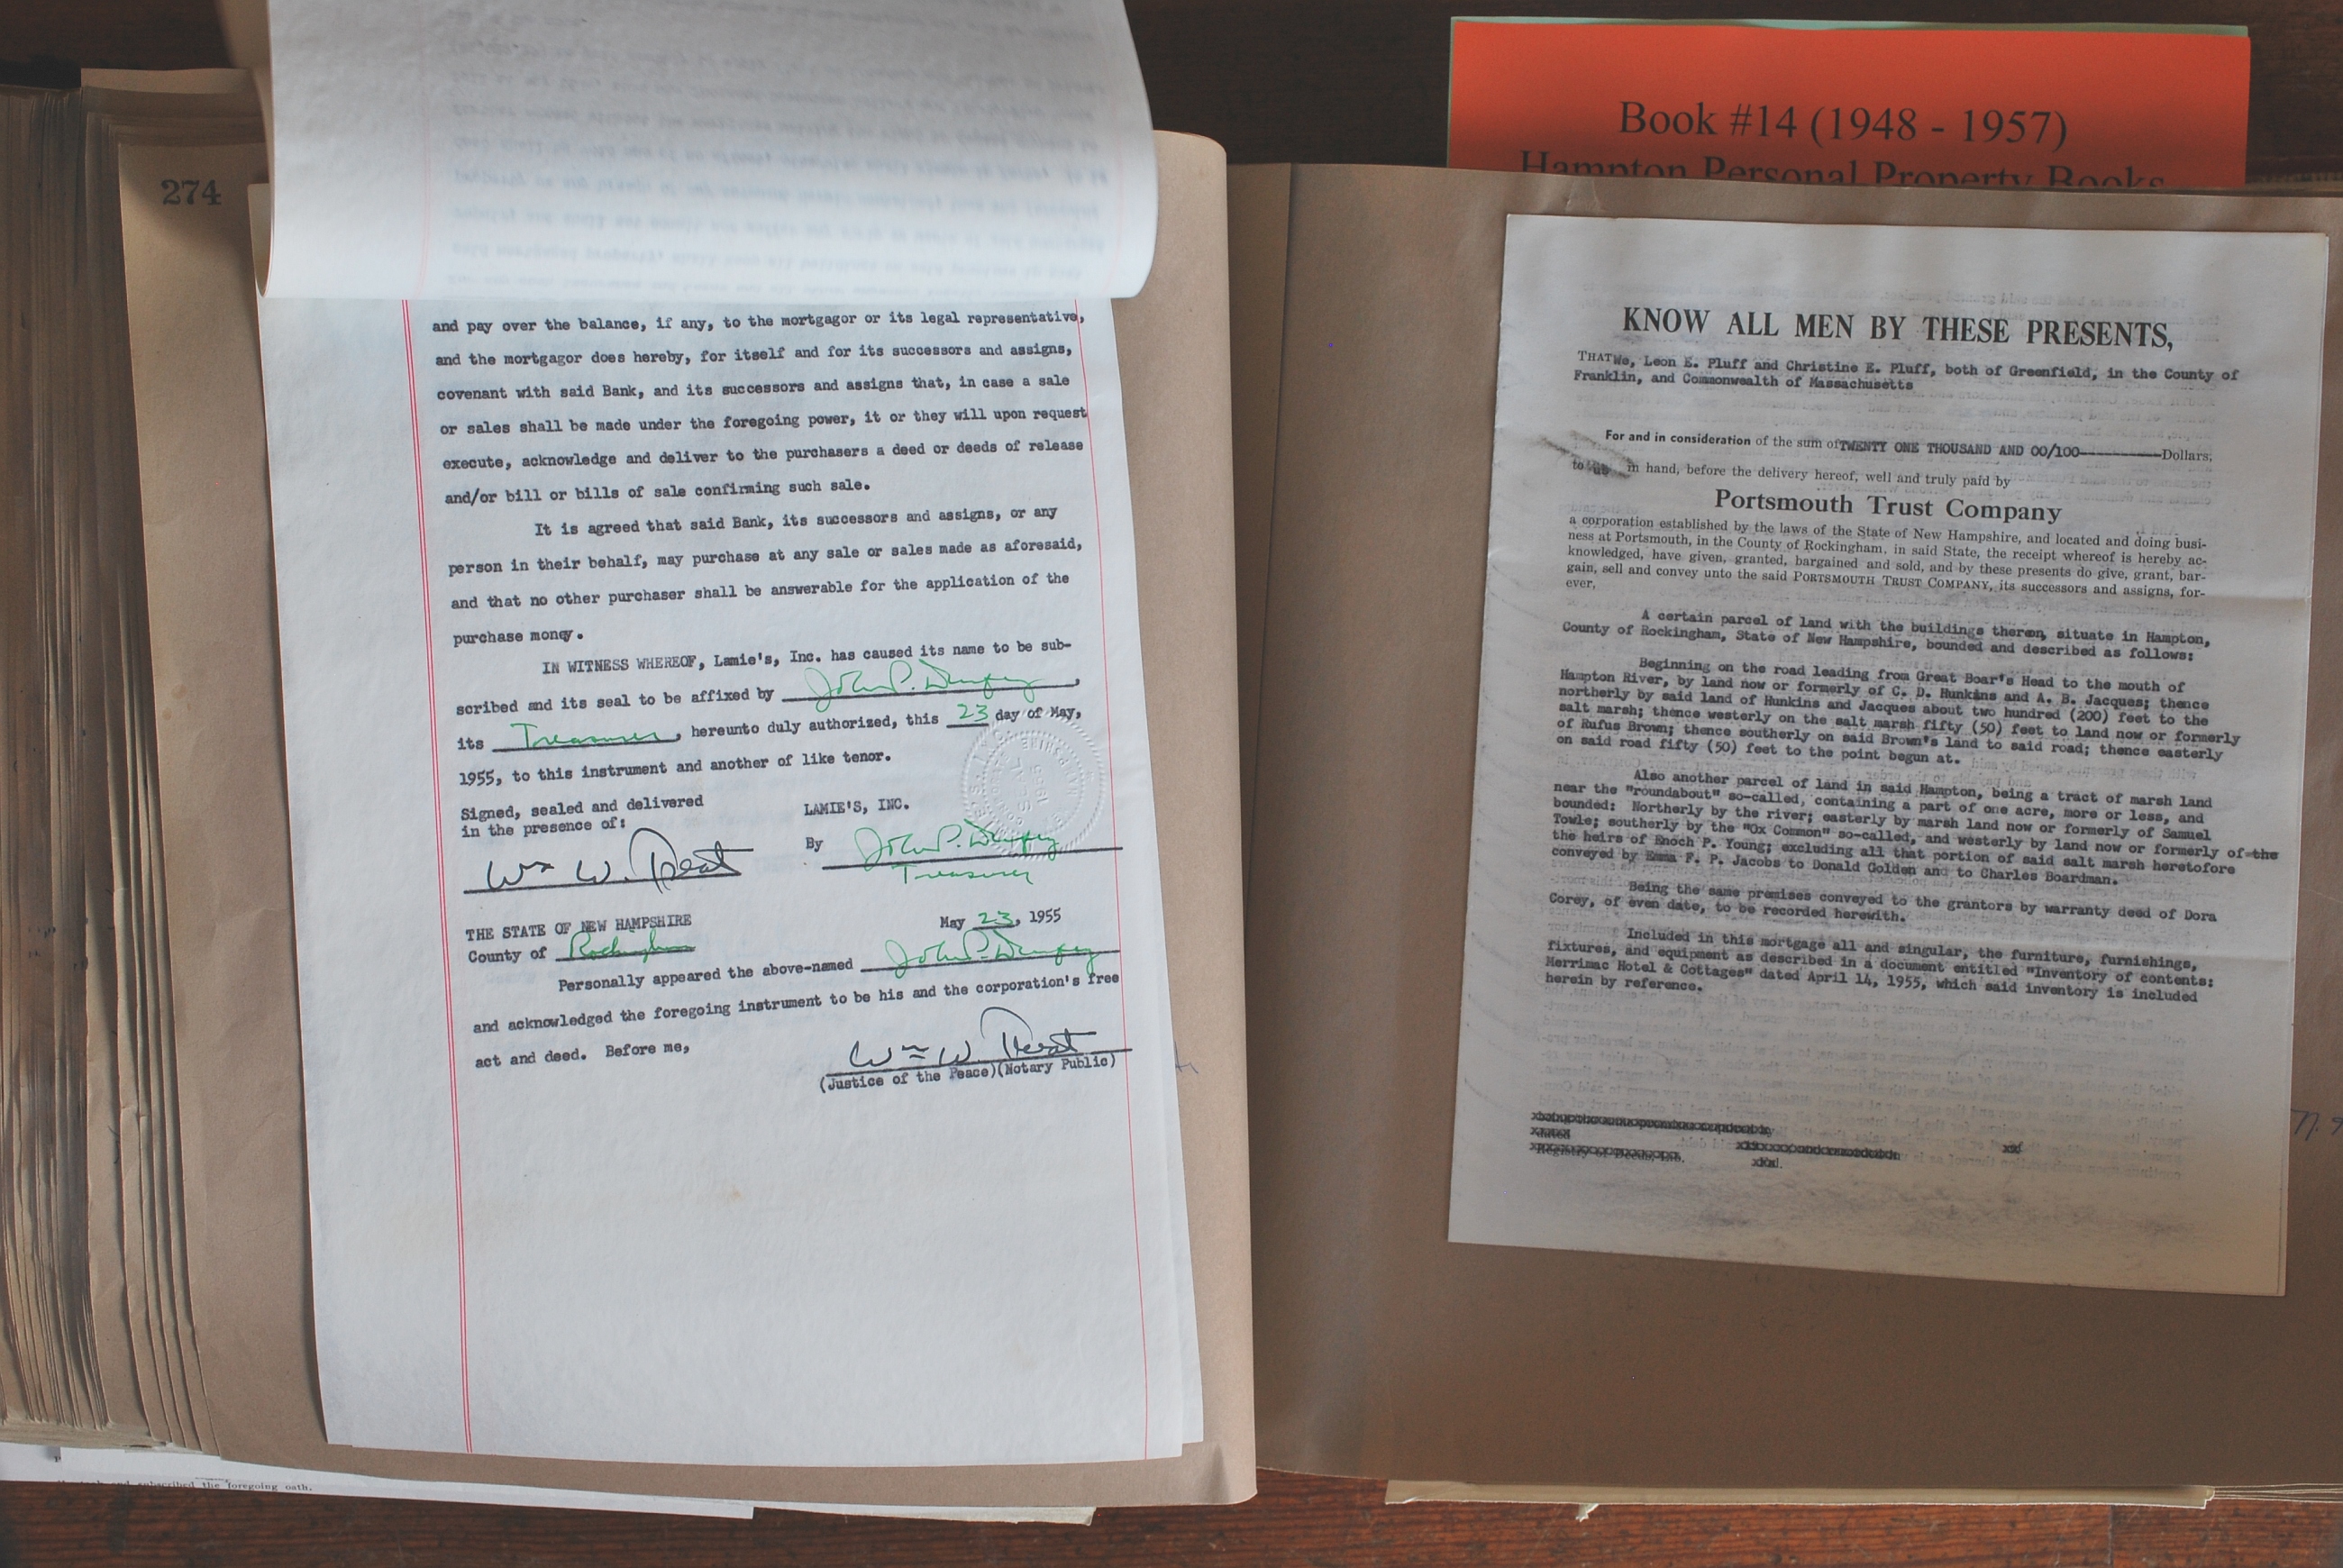 274
and pay over the balance, if any, to the mortgagor or its legal representative,
and the mortgagor does hereby, for itself and for its successors and assigns,
covenant with said Bank, and its successors and assigns that, in case a sale
or sales shall be made under the foregoing power, it or they will upon request
execute, acknowledge and deliver to the purchasers a deed or deeds of release
and/or bill or bills of sale confirming such sale.
It is agreed that said Bank, its successors and assigns, or any
person in their behalf, may purchase at any sale or sales made as aforesaid,
and that no other purchaser shall be answerable for the application of the
purchase money.
IN WITNESS WHEREOF, Lamie's, Inc. has caused its name to be sub-
scribed and its seal to be affixed by John P. Dempsey,
its Treasurer, hereunto duly authorized, this 23 day of May,
1955, to this instrument and another of like tenor.
Signed, sealed and delivered
in the presence of:
LAMIE'S, INC.
By John P. Dempsey
Treasurer
Wm W. Treat
THE STATE OF NEW HAMPSHIRE
May 23, 1955
County of Rockingham
Personally appeared the above-named John P. Dempsey
and acknowledged the foregoing instrument to be his and the corporation's free
act and deed. Before me,
Wm W. Treat
(Justice of the Peace)(Notary Public)
subscribed the foregoing oath.
Book #14 (1948 - 1957)
Hampton Personal Property Books
KNOW ALL MEN BY THESE PRESENTS,
THAT We, Leon E. Pluff and Christine E. Pluff, both of Greenfield, in the County of
Franklin, and Commonwealth of Massachusetts
For and in consideration of the sum of TWENTY ONE THOUSAND AND 00/100----------Dollars,
to us in hand, before the delivery hereof, well and truly paid by
Portsmouth Trust Company
a corporation established by the laws of the State of New Hampshire, and located and doing busi-
ness at Portsmouth, in the County of Rockingham, in said State, the receipt whereof is hereby ac-
knowledged, have given, granted, bargained and sold, and by these presents do give, grant, bar-
gain, sell and convey unto the said PORTSMOUTH TRUST COMPANY, its successors and assigns, for-
ever,
A certain parcel of land with the buildings thereon, situate in Hampton,
County of Rockingham, State of New Hampshire, bounded and described as follows:
Beginning on the road leading from Great Boar's Head to the mouth of
Hampton River, by land now or formerly of C. D. Hunkins and A. B. Jacques; thence
northerly by said land of Hunkins and Jacques about two hundred (200) feet to the
salt marsh; thence westerly on the salt marsh fifty (50) feet to land now or formerly
of Rufus Brown; thence southerly on said Brown's land to said road; thence easterly
on said road fifty (50) feet to the point begun at.
Also another parcel of land in said Hampton, being a tract of marsh land
near the "roundabout" so-called, containing a part of one acre, more or less, and
bounded: Northerly by the river; easterly by marsh land now or formerly of Samuel
Towle; southerly by the "Ox Common" so-called, and westerly by land now or formerly of the
the heirs of Enoch P. Young; excluding all that portion of said salt marsh heretofore
conveyed by Emma F. P. Jacobs to Donald Golden and to Charles Boardman.
Being the same premises conveyed to the grantors by warranty deed of Dora
Corey, of even date, to be recorded herewith.
Included in this mortgage all and singular, the furniture, furnishings,
fixtures, and equipment as described in a document entitled "Inventory of contents:
Merrimac Hotel & Cottages" dated April 14, 1955, which said inventory is included
herein by reference.
Registry of Deeds, Lib.